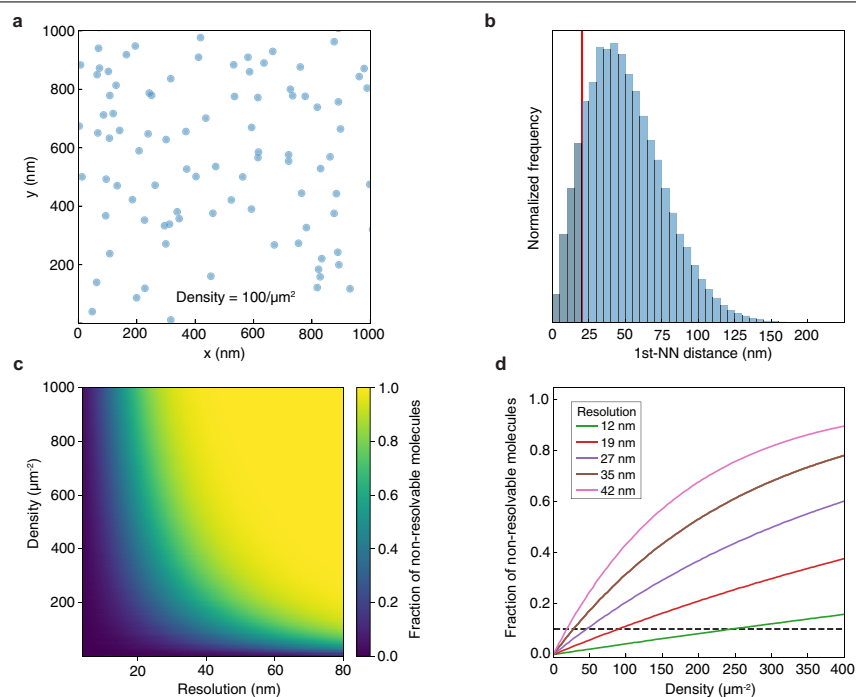 a
1000
800
600
400
200
0
200
400
600
800
1000
y (nm)
x (nm)
Density = 100/µm²
b
Normalized frequency
0
25
50
75
100
125
150
200
1st-NN distance (nm)
c
1000
800
600
400
200
20
40
60
80
Density (µm⁻²)
Resolution (nm)
1.0
0.8
0.6
0.4
0.2
0.0
Fraction of non-resolvable molecules
d
1.0
0.8
0.6
0.4
0.2
0.0
Fraction of non-resolvable molecules
Resolution
12 nm
19 nm
27 nm
35 nm
42 nm
0
50
100
150
200
250
300
350
400
Density (µm⁻²)